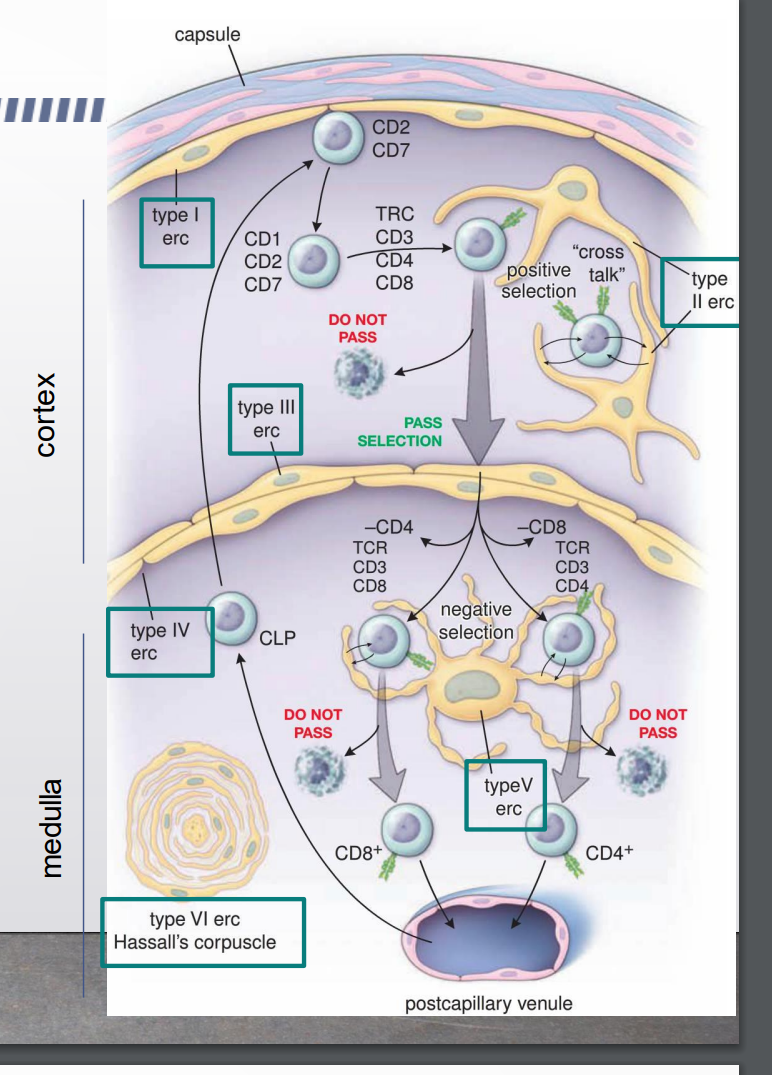 capsule
CD2
CD7
type I
erc
CD1
CD2
CD7
TRC
CD3
CD4
CD8
positive
selection
“cross
talk”
type
II erc
DO NOT
PASS
cortex
type III
erc
PASS
SELECTION
–CD4
TCR
CD3
CD8
–CD8
TCR
CD3
CD4
negative
selection
type IV
erc
CLP
DO NOT
PASS
DO NOT
PASS
typeV
erc
medulla
CD8+
CD4+
type VI erc
Hassall’s corpuscle
postcapillary venule